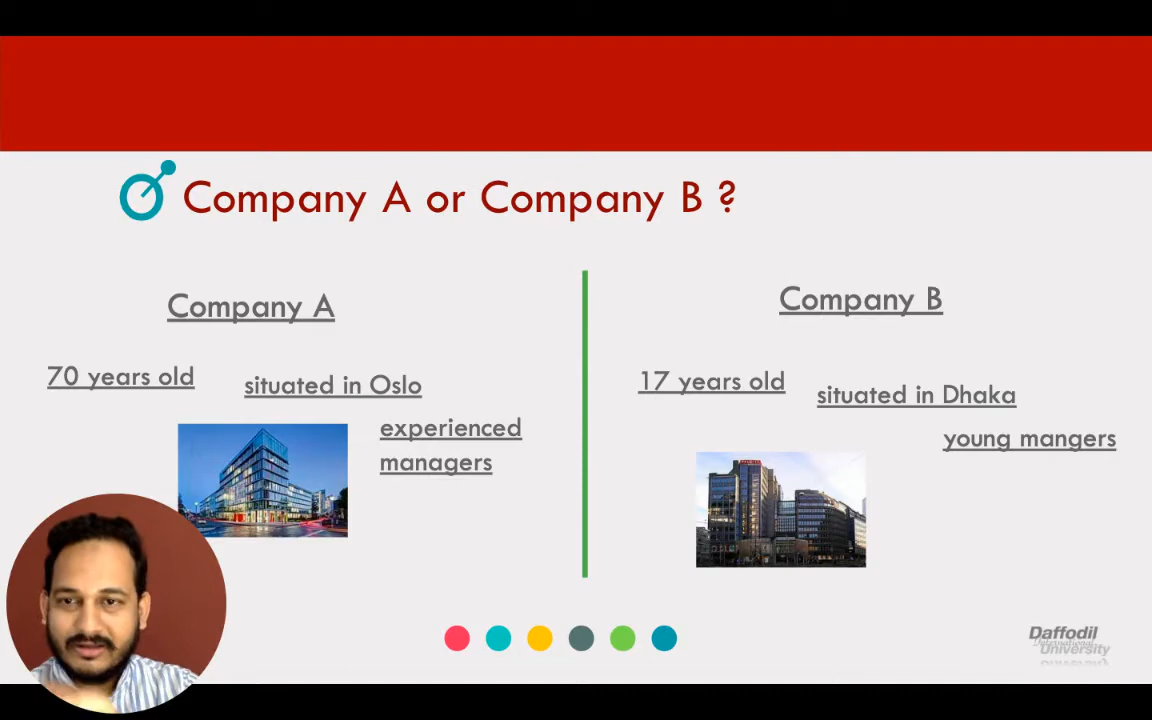 Company A or Company B ?
Company A
70 years old
situated in Oslo
experienced
managers
Company B
17 years old
situated in Dhaka
young mangers
Daffodil
International
University